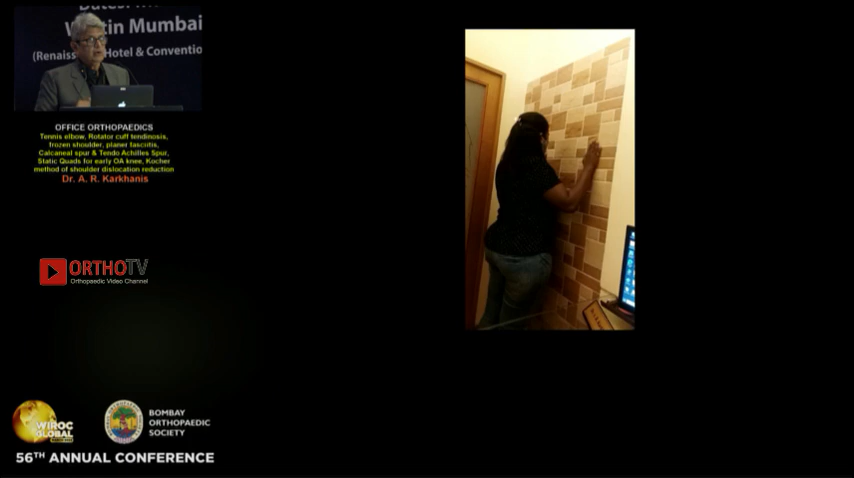 Westin Mumbai
(Renaissance Hotel & Conventio
OFFICE ORTHOPAEDICS
Tennis elbow, Rotator cuff tendinosis,
frozen shoulder, planer fasciitis,
Calcaneal spur & Tendo Achilles Spur,
Static Quads for early OA knee, Kocher
method of shoulder dislocation reduction
Dr. A. R. Karkhanis
ORTHOTV
Orthopaedic Video Channel
WIROC
GLOBAL
BOMBAY
ORTHOPAEDIC
SOCIETY
56TH ANNUAL CONFERENCE